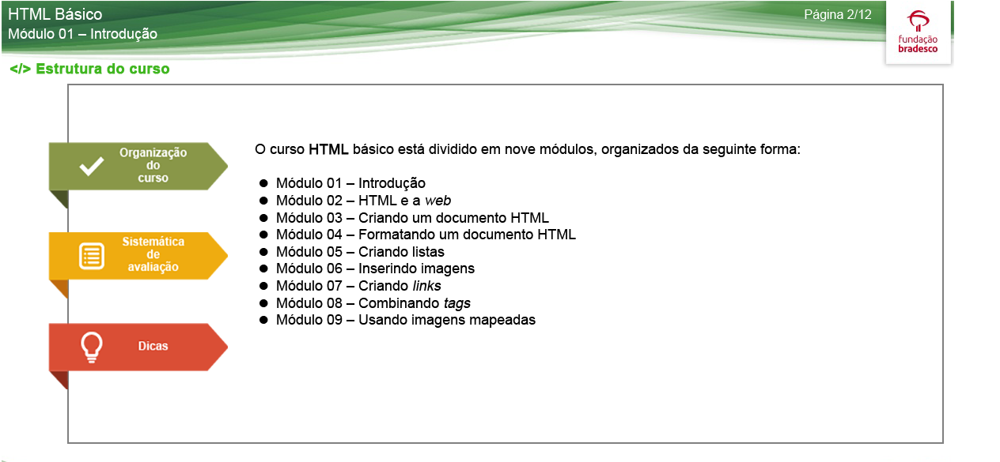 HTML Básico
Página 2/12
Módulo 01 – Introdução
fundação
bradesco
</> Estrutura do curso
Organização
do
curso
Sistemática
de
avaliação
Dicas
O curso HTML básico está dividido em nove módulos, organizados da seguinte forma:
● Módulo 01 – Introdução
● Módulo 02 – HTML e a web
● Módulo 03 – Criando um documento HTML
● Módulo 04 – Formatando um documento HTML
● Módulo 05 – Criando listas
● Módulo 06 – Inserindo imagens
● Módulo 07 – Criando links
● Módulo 08 – Combinando tags
● Módulo 09 – Usando imagens mapeadas